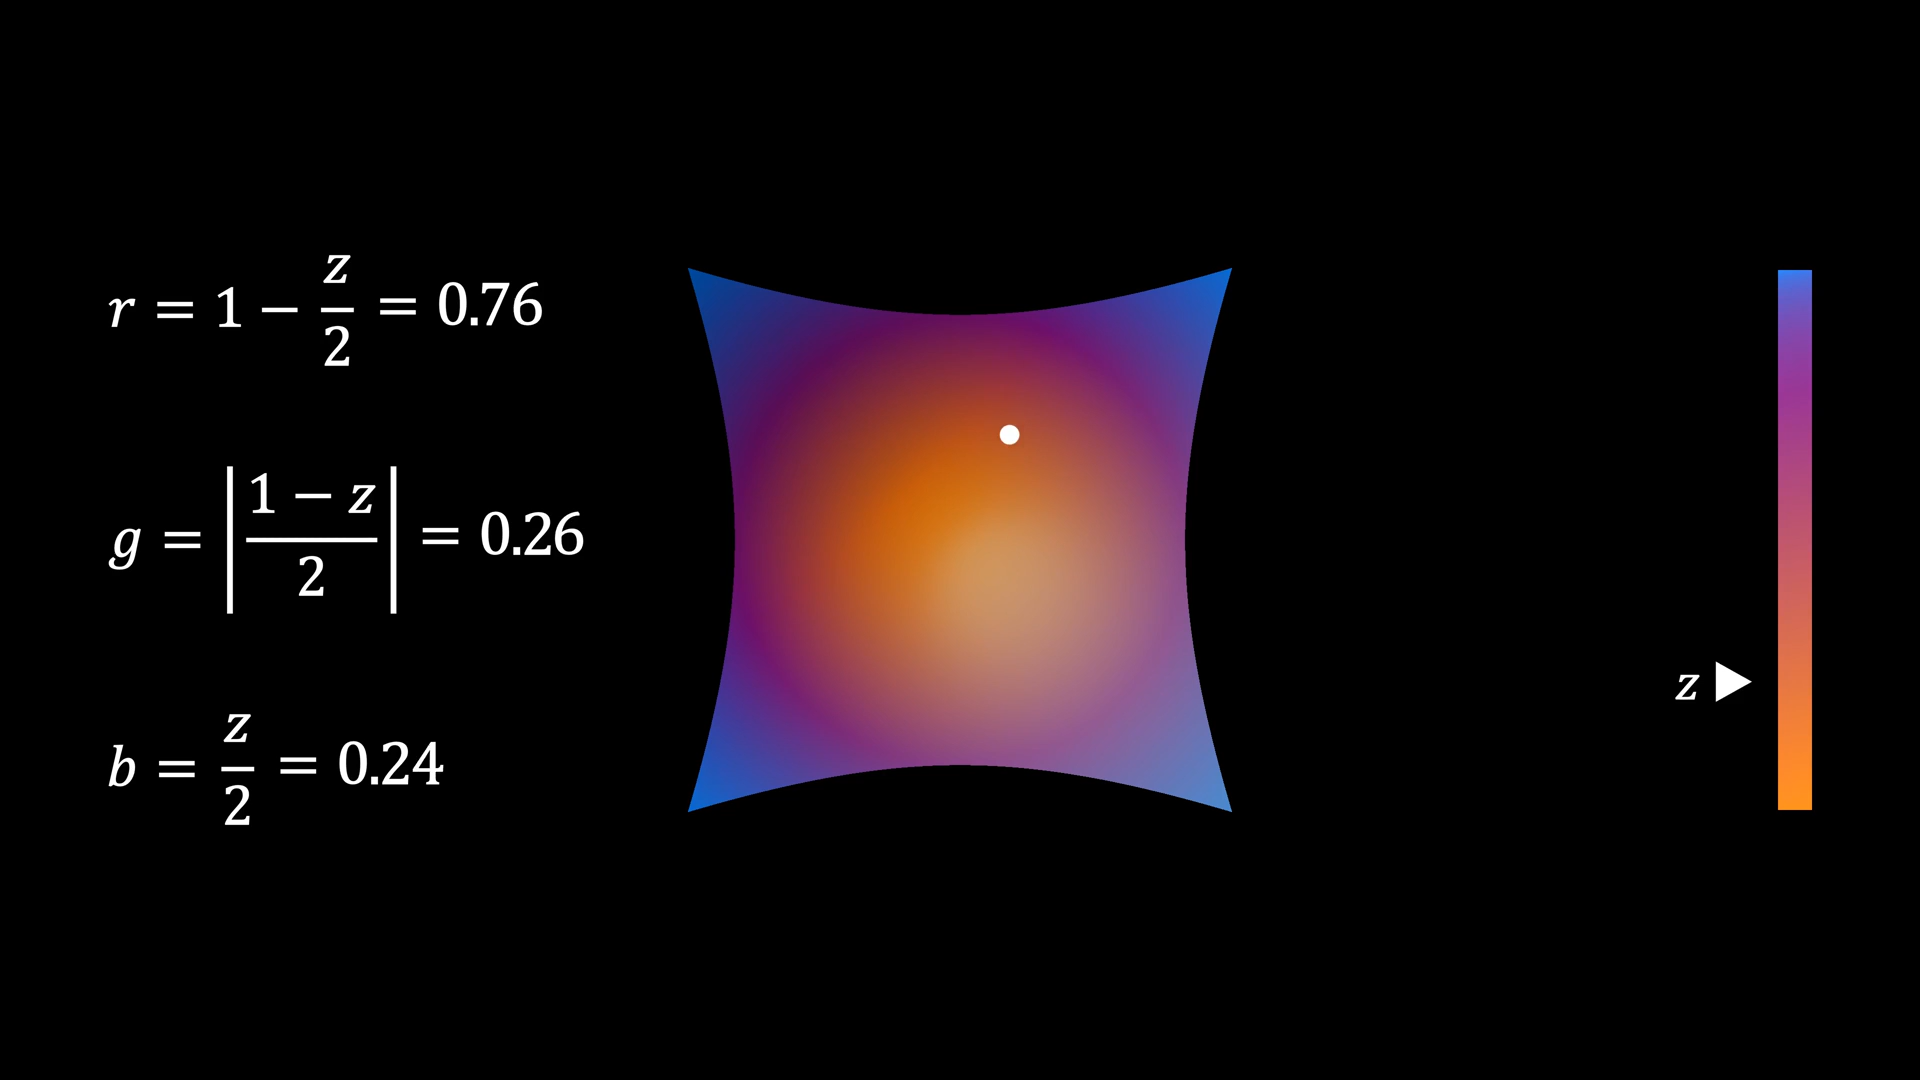 r = 1 − z/2 = 0.76
g = |(1 − z)/2| = 0.26
b = z/2 = 0.24
z